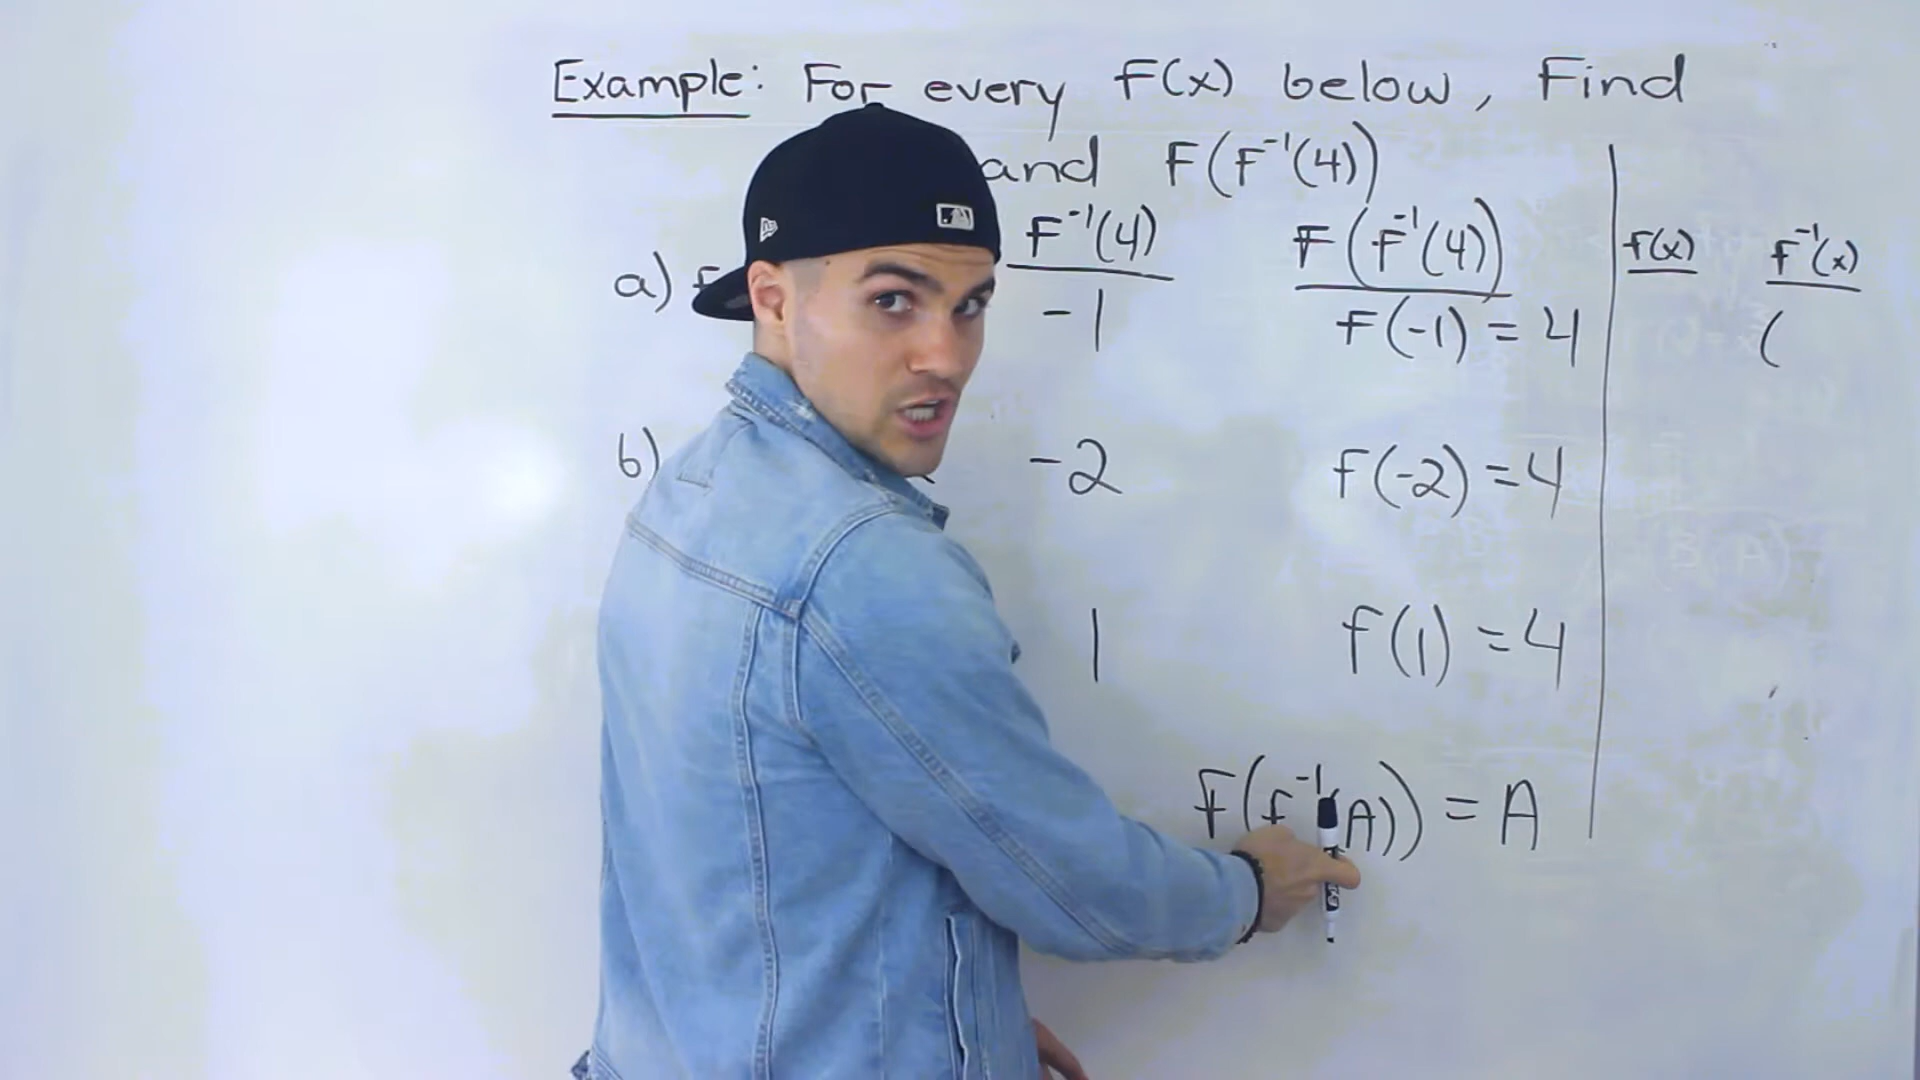 Example: For every f(x) below, Find
and F(F⁻¹(4))
F⁻¹(4) F(F⁻¹(4)) f(x) F⁻¹(x)
a) -1 F(-1) = 4 (
b) -2 f(-2) = 4
1 f(1) = 4
F(f⁻¹(A)) = A